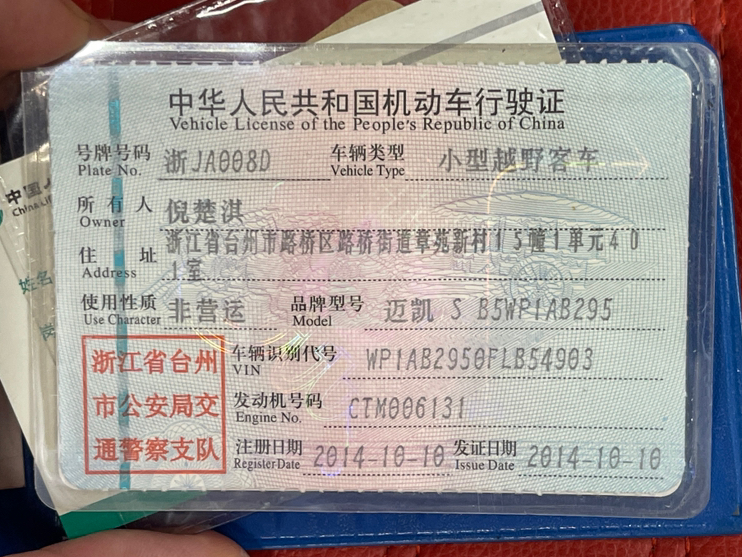 中华人民共和国机动车行驶证
Vehicle License of the People's Republic of China
号牌号码 浙JA008D 车辆类型 小型越野客车
Plate No. Vehicle Type
所有人 倪楚淇
Owner
住址 浙江省台州市路桥区路桥街道章苑新村15幢1单元40
Address 1室
使用性质 非营运 品牌型号 迈凯 S B5WP1AB295
Use Character Model
浙江省台州
市公安局交
通警察支队
车辆识别代号 WP1AB2950FLB54903
VIN
发动机号码 CTM006131
Engine No.
注册日期 2014-10-10 发证日期 2014-10-10
Register Date Issue Date
中国人
China Li
姓名